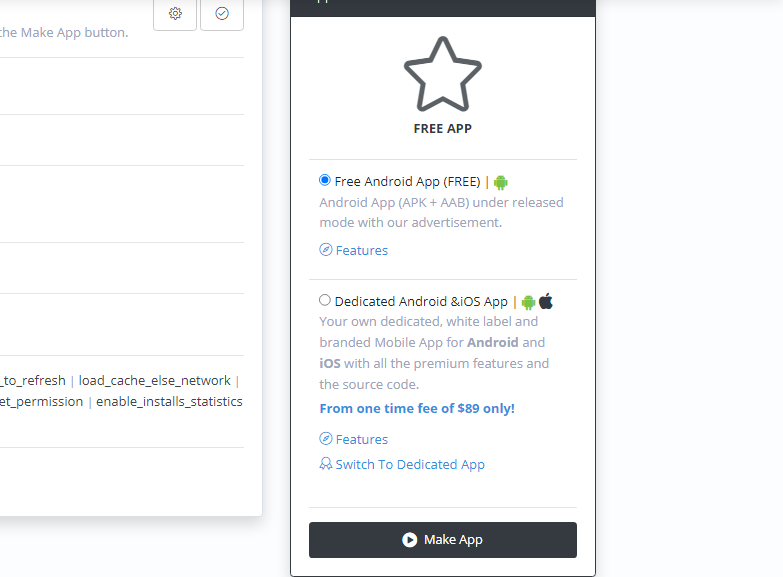 the Make App button.
_to_refresh | load_cache_else_network |
et_permission | enable_installs_statistics
FREE APP
Free Android App (FREE) |
Android App (APK + AAB) under released
mode with our advertisement.
Features
Dedicated Android &iOS App |
Your own dedicated, white label and
branded Mobile App for Android and
iOS with all the premium features and
the source code.
From one time fee of $89 only!
Features
Switch To Dedicated App
Make App